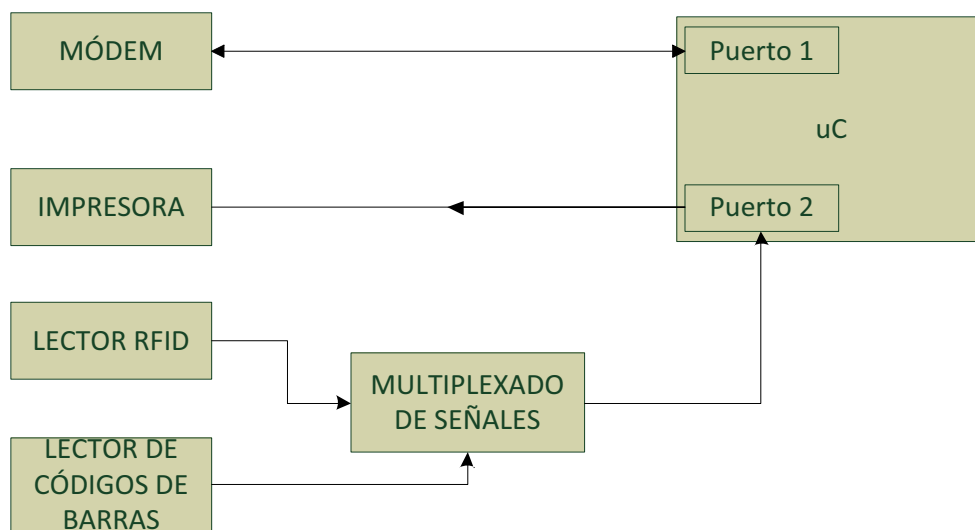 MÓDEM
Puerto 1
uC
IMPRESORA
Puerto 2
LECTOR RFID
MULTIPLEXADO
DE SEÑALES
LECTOR DE
CÓDIGOS DE
BARRAS